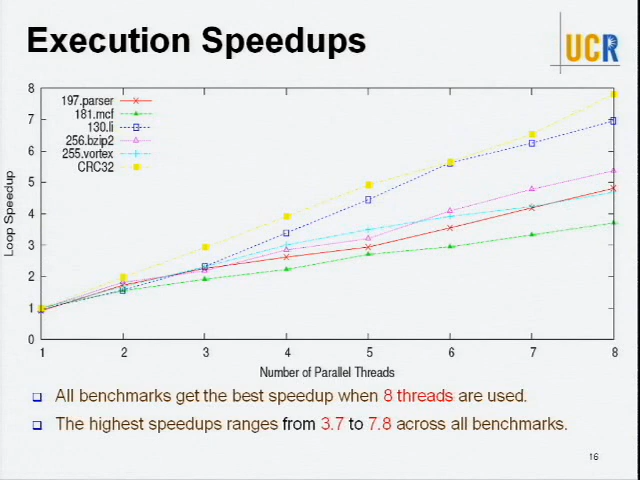 Execution Speedups
UCR
8
7
6
5
4
3
2
1
0
Loop Speedup
197.parser
181.mcf
130.li
256.bzip2
255.vortex
CRC32
1 2 3 4 5 6 7 8
Number of Parallel Threads
All benchmarks get the best speedup when 8 threads are used.
The highest speedups ranges from 3.7 to 7.8 across all benchmarks.
16